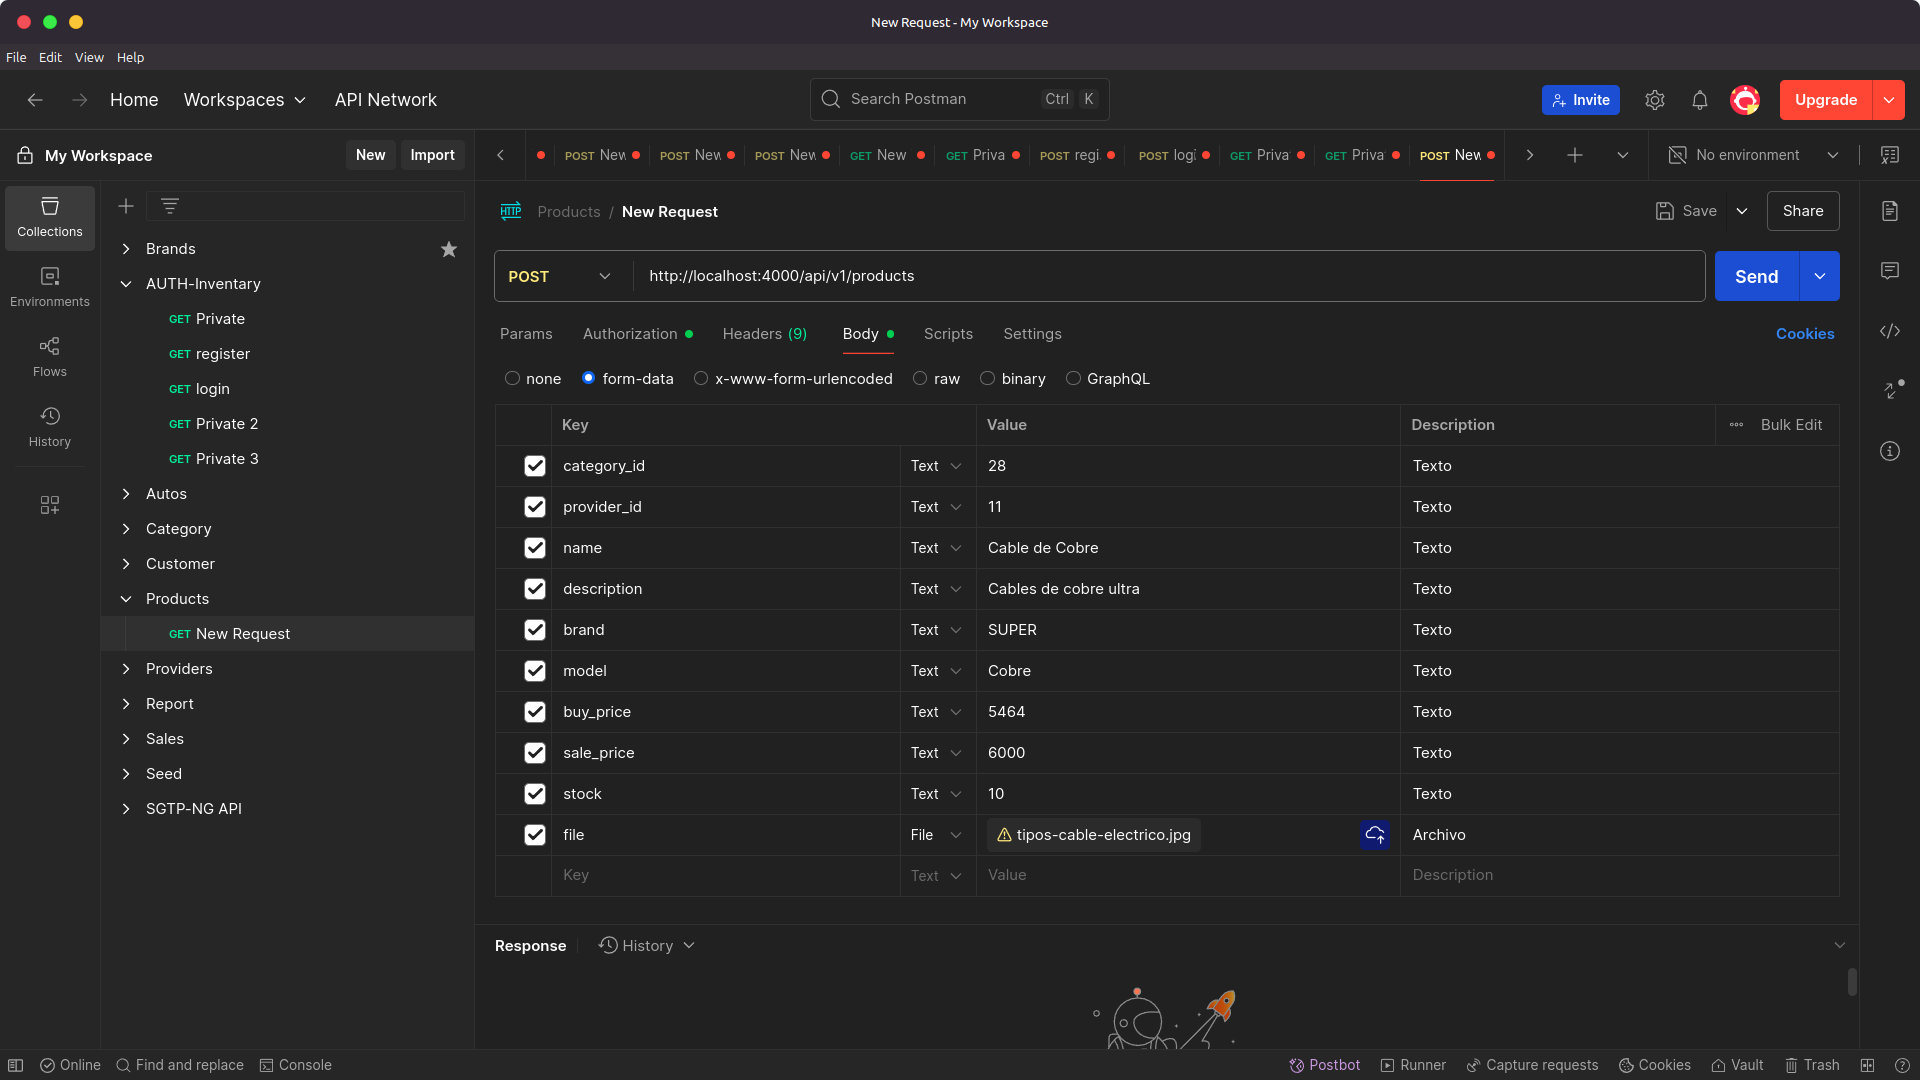 New Request - My Workspace
File Edit View Help
Home Workspaces API Network
Search Postman Ctrl K
Invite
Upgrade
My Workspace New Import
POST New POST New POST New GET New GET Priva POST regi POST logi GET Priva GET Priva POST New
No environment
Collections
Environments
Flows
History
Brands
AUTH-Inventory
GET Private
GET register
GET login
GET Private 2
GET Private 3
Autos
Category
Customer
Products
GET New Request
Providers
Report
Sales
Seed
SGTP-NG API
HTTP Products / New Request
Save Share
POST http://localhost:4000/api/v1/products Send
Params Authorization Headers (9) Body Scripts Settings Cookies
none form-data x-www-form-urlencoded raw binary GraphQL
Key Value Description Bulk Edit
category_id Text 28 Texto
provider_id Text 11 Texto
name Text Cable de Cobre Texto
description Text Cables de cobre ultra Texto
brand Text SUPER Texto
model Text Cobre Texto
buy_price Text 5464 Texto
sale_price Text 6000 Texto
stock Text 10 Texto
file File tipos-cable-electrico.jpg Archivo
Key Text Value Description
Response History
Online Find and replace Console
Postbot Runner Capture requests Cookies Vault Trash